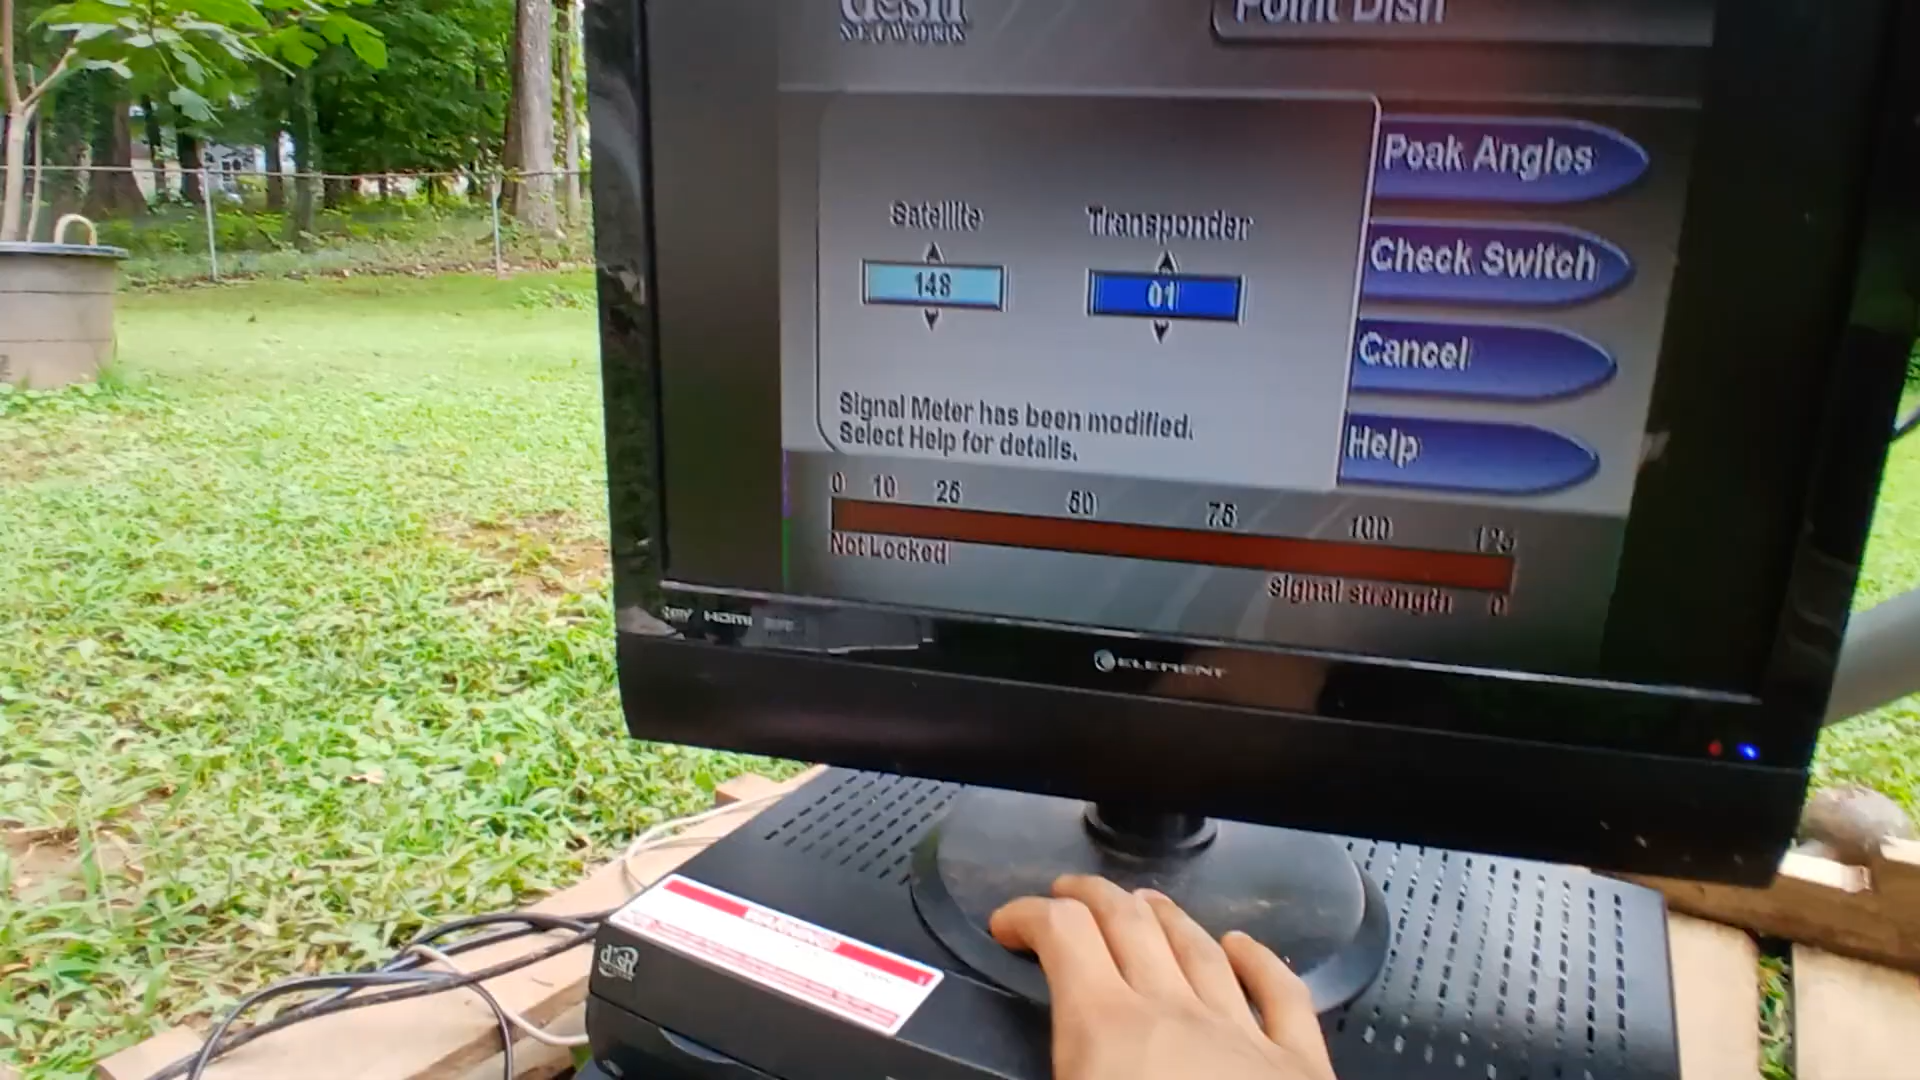 dish
NETWORK
Point Dish
Peak Angles
Satellite
Transponder
148
01
Check Switch
Cancel
Signal Meter has been modified.
Select Help for details.
Help
0 10 25 50 75 100 125
Not Locked
signal strength 0
HDMI
ELEMENT
WARNING
dish